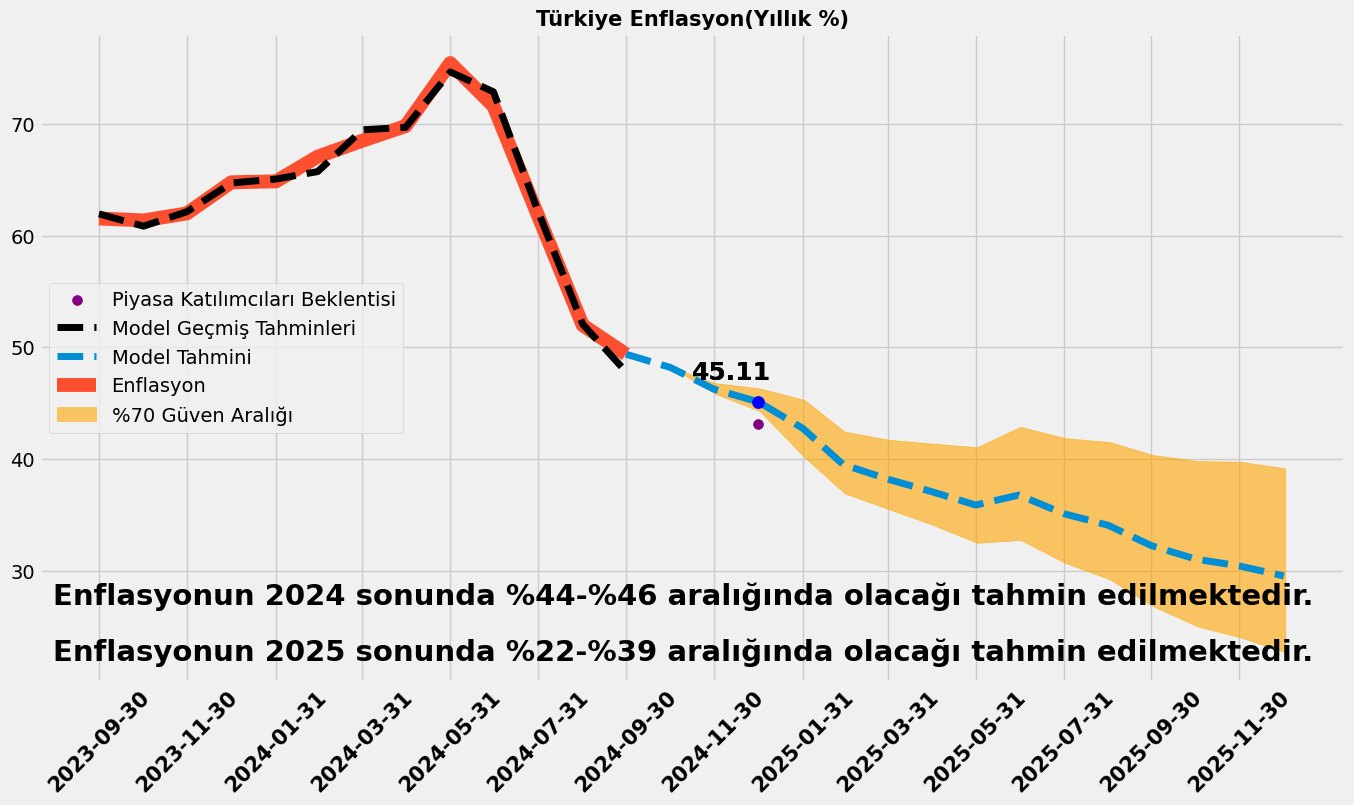 Türkiye Enflasyon(Yıllık %)
70
60
50
40
30
Piyasa Katılımcıları Beklentisi
Model Geçmiş Tahminleri
Model Tahmini
Enflasyon
%70 Güven Aralığı
45.11
Enflasyonun 2024 sonunda %44-%46 aralığında olacağı tahmin edilmektedir.
Enflasyonun 2025 sonunda %22-%39 aralığında olacağı tahmin edilmektedir.
2023-09-30
2023-11-30
2024-01-31
2024-03-31
2024-05-31
2024-07-31
2024-09-30
2024-11-30
2025-01-31
2025-03-31
2025-05-31
2025-07-31
2025-09-30
2025-11-30